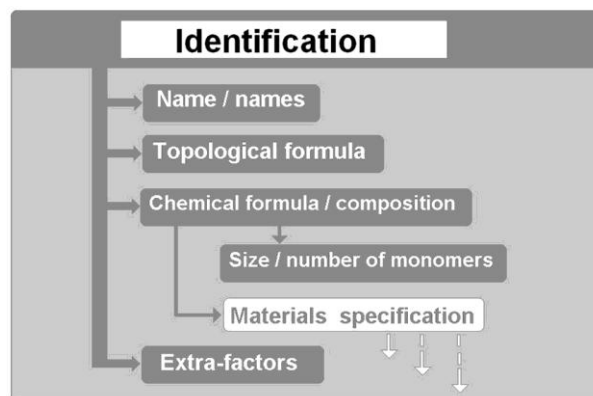 Identification
Name / names
Topological formula
Chemical formula / composition
Size / number of monomers
Materials specification
Extra-factors